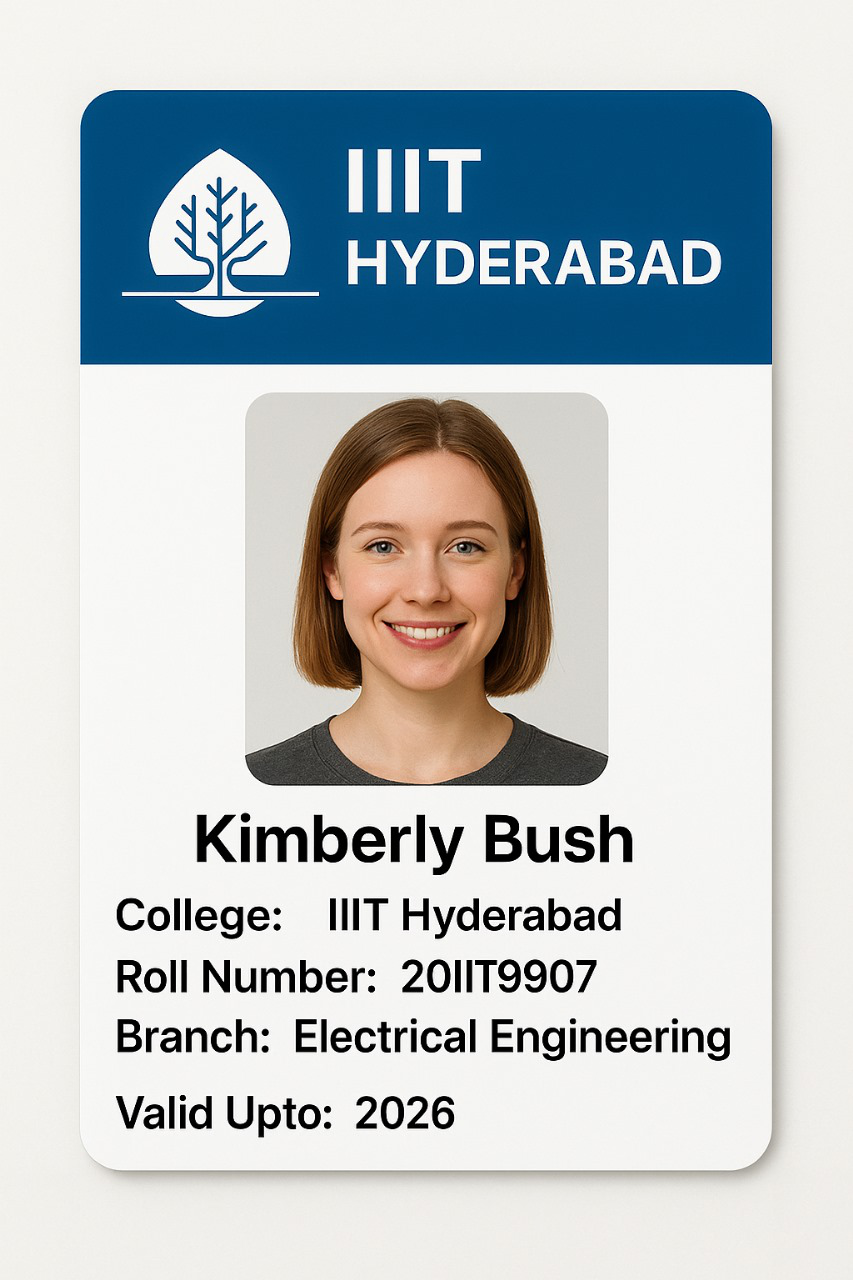 IIIT
HYDERABAD
Kimberly Bush
College: IIIT Hyderabad
Roll Number: 20IIT9907
Branch: Electrical Engineering
Valid Upto: 2026